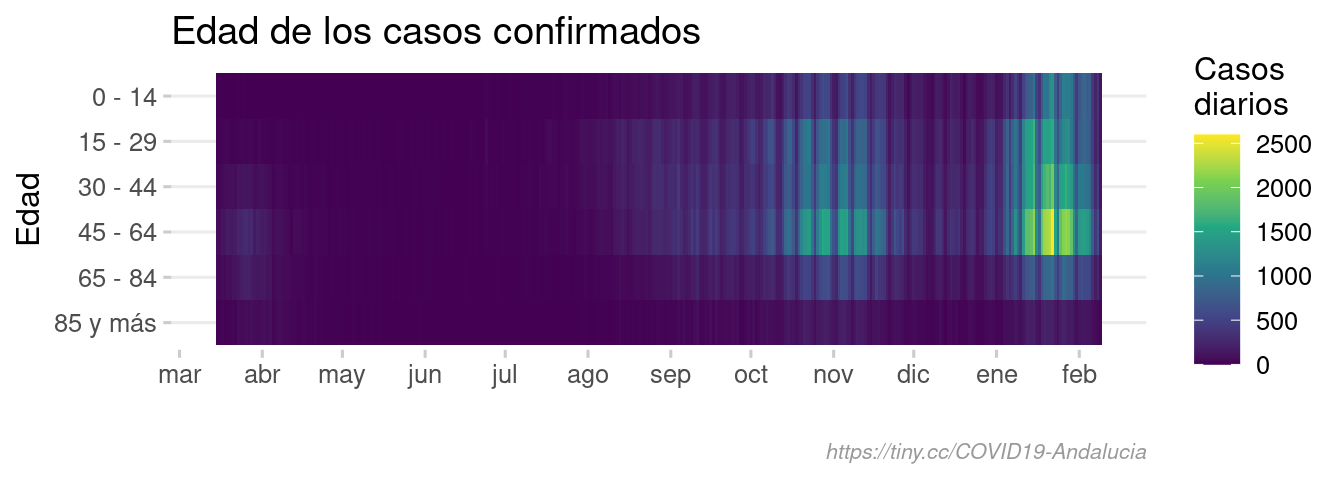 Edad de los casos confirmados
Edad
0 - 14
15 - 29
30 - 44
45 - 64
65 - 84
85 y más
mar abr may jun jul ago sep oct nov dic ene feb
Casos
diarios
2500
2000
1500
1000
500
0
https://tiny.cc/COVID19-Andalucia